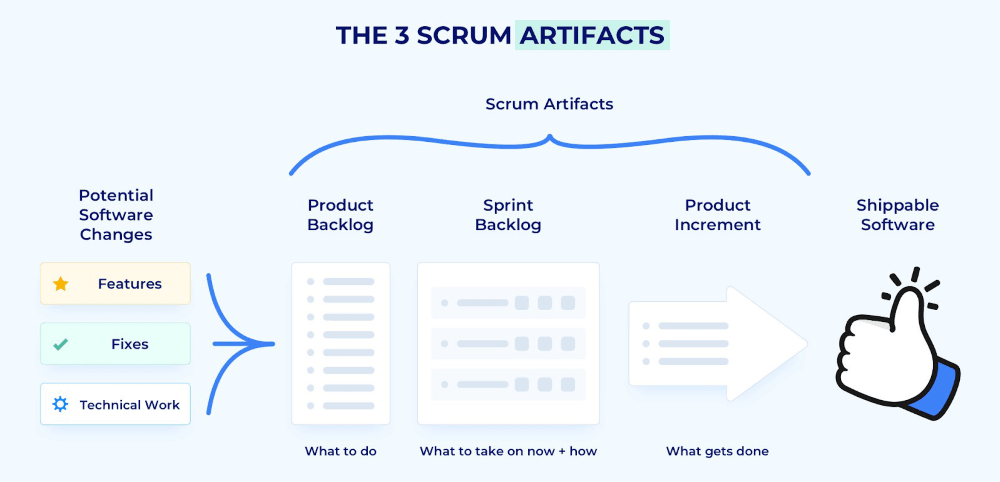 THE 3 SCRUM ARTIFACTS
Scrum Artifacts
Potential
Software
Changes
Features
Fixes
Technical Work
Product
Backlog
What to do
Sprint
Backlog
What to take on now + how
Product
Increment
What gets done
Shippable
Software